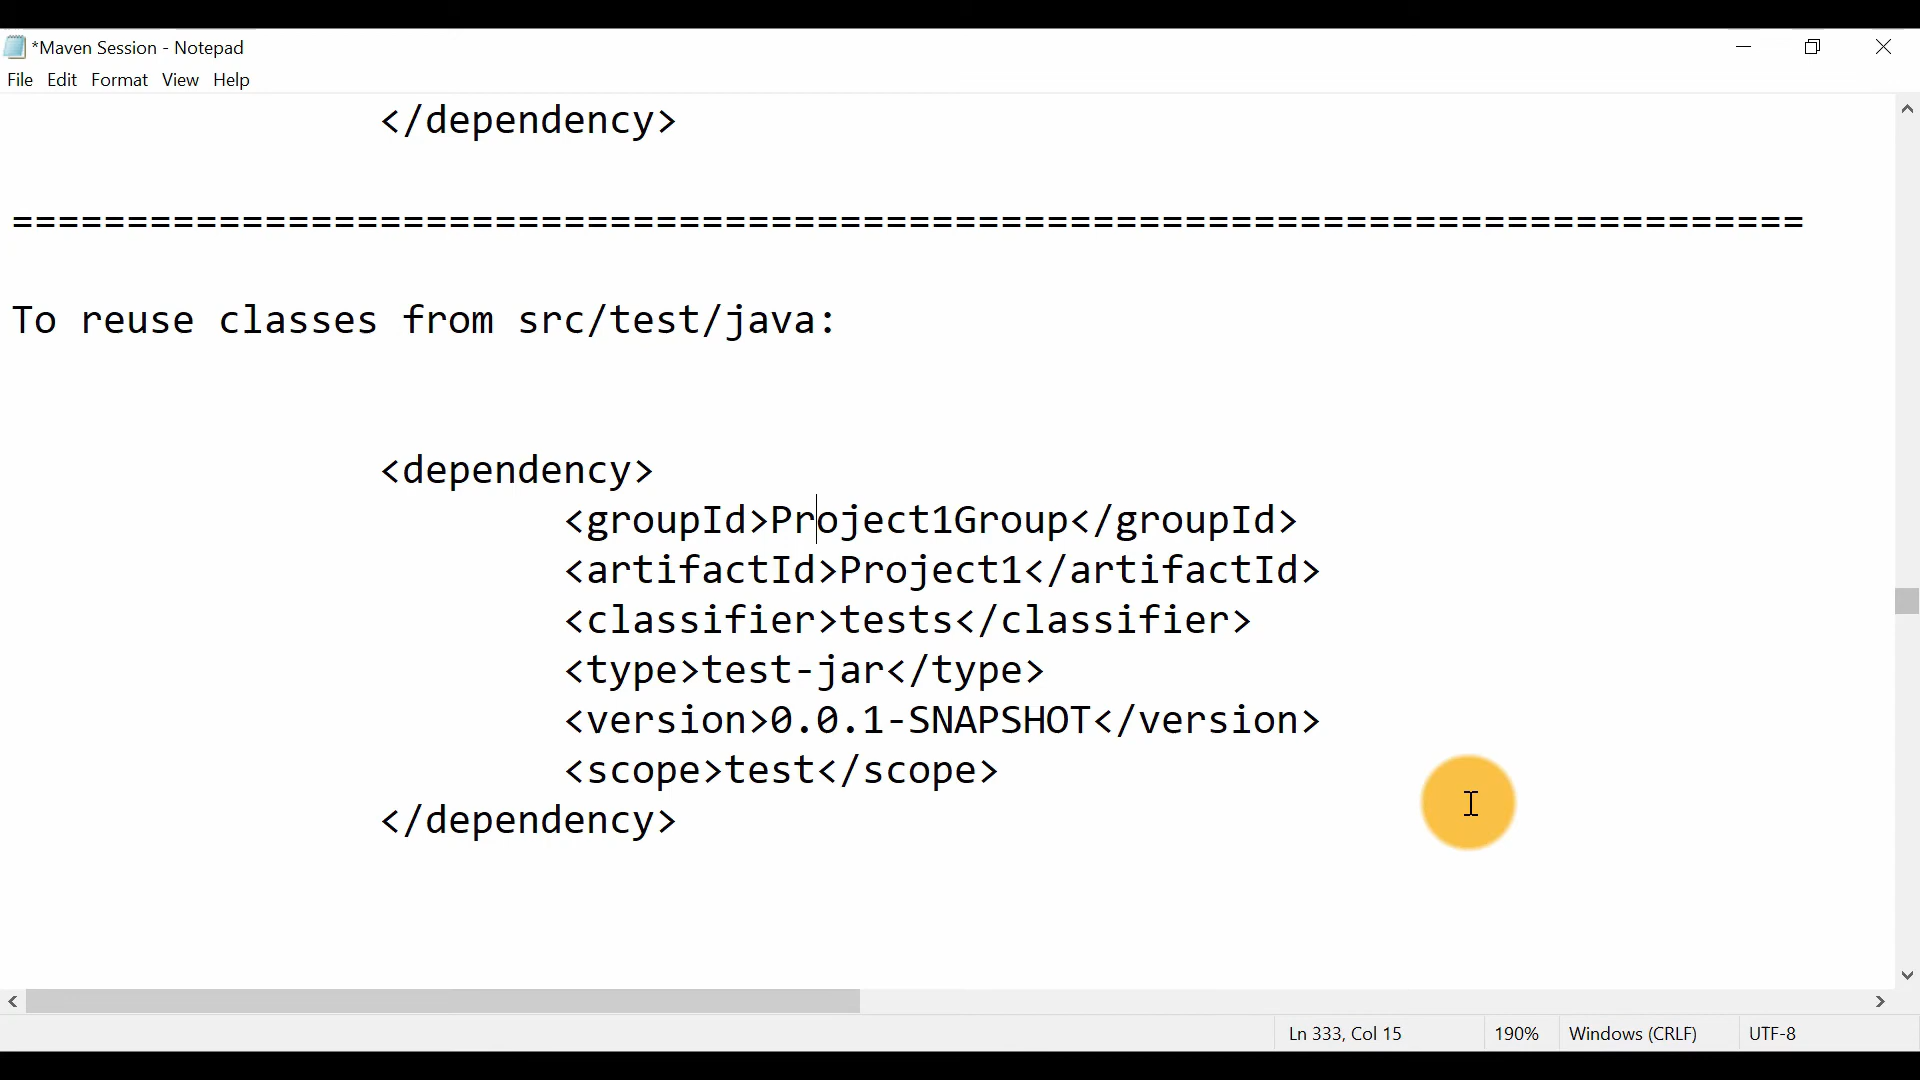 *Maven Session - Notepad
File Edit Format View Help
</dependency>
==============================================================================
To reuse classes from src/test/java:
<dependency>
<groupId>Project1Group</groupId>
<artifactId>Project1</artifactId>
<classifier>tests</classifier>
<type>test-jar</type>
<version>0.0.1-SNAPSHOT</version>
<scope>test</scope>
</dependency>
Ln 333, Col 15 190% Windows (CRLF) UTF-8